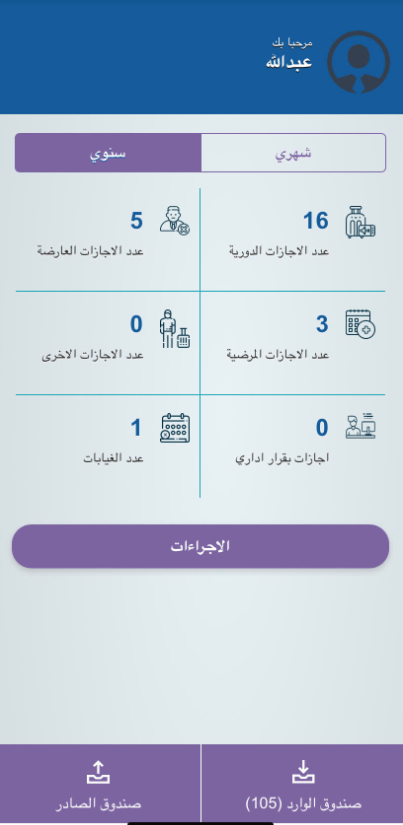 مرحبا بك
عبدالله
شهري
سنوي
16
عدد الاجازات الدورية
5
عدد الاجازات العارضة
3
عدد الاجازات المرضية
0
عدد الاجازات الاخرى
0
اجازات بقرار اداري
1
عدد الغيابات
الاجراءات
صندوق الوارد (105)
صندوق الصادر